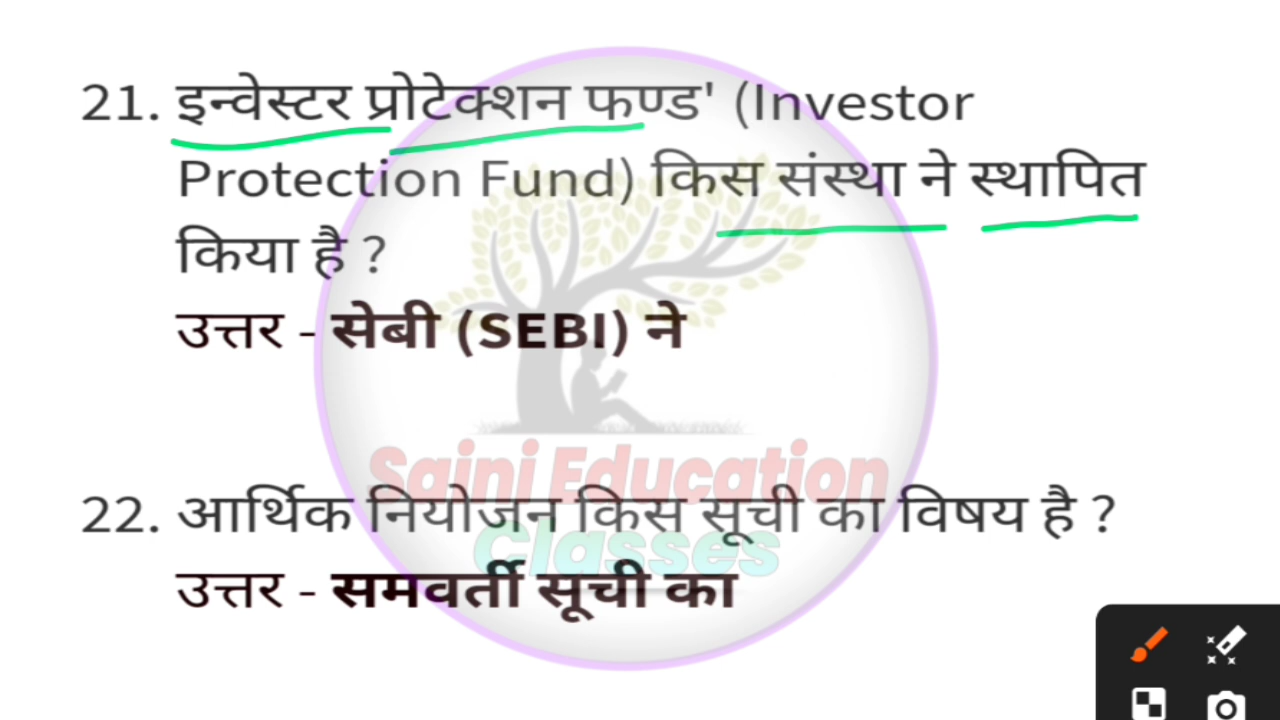 21. इन्वेस्टर प्रोटेक्शन फण्ड' (Investor
Protection Fund) किस संस्था ने स्थापित
किया है ?
उत्तर - सेबी (SEBI) ने
Saini Education
Classes
22. आर्थिक नियोजन किस सूची का विषय है ?
उत्तर - समवर्ती सूची का